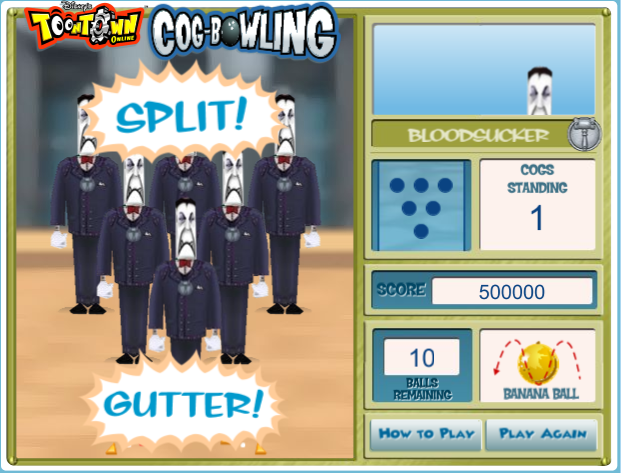 Disney's
TOONTOWN
ONLINE
COG-BOWLING
SPLIT!
GUTTER!
BLOODSUCKER
COGS
STANDING
1
SCORE 500000
10
BALLS
REMAINING
BANANA BALL
HOW TO PLAY PLAY AGAIN